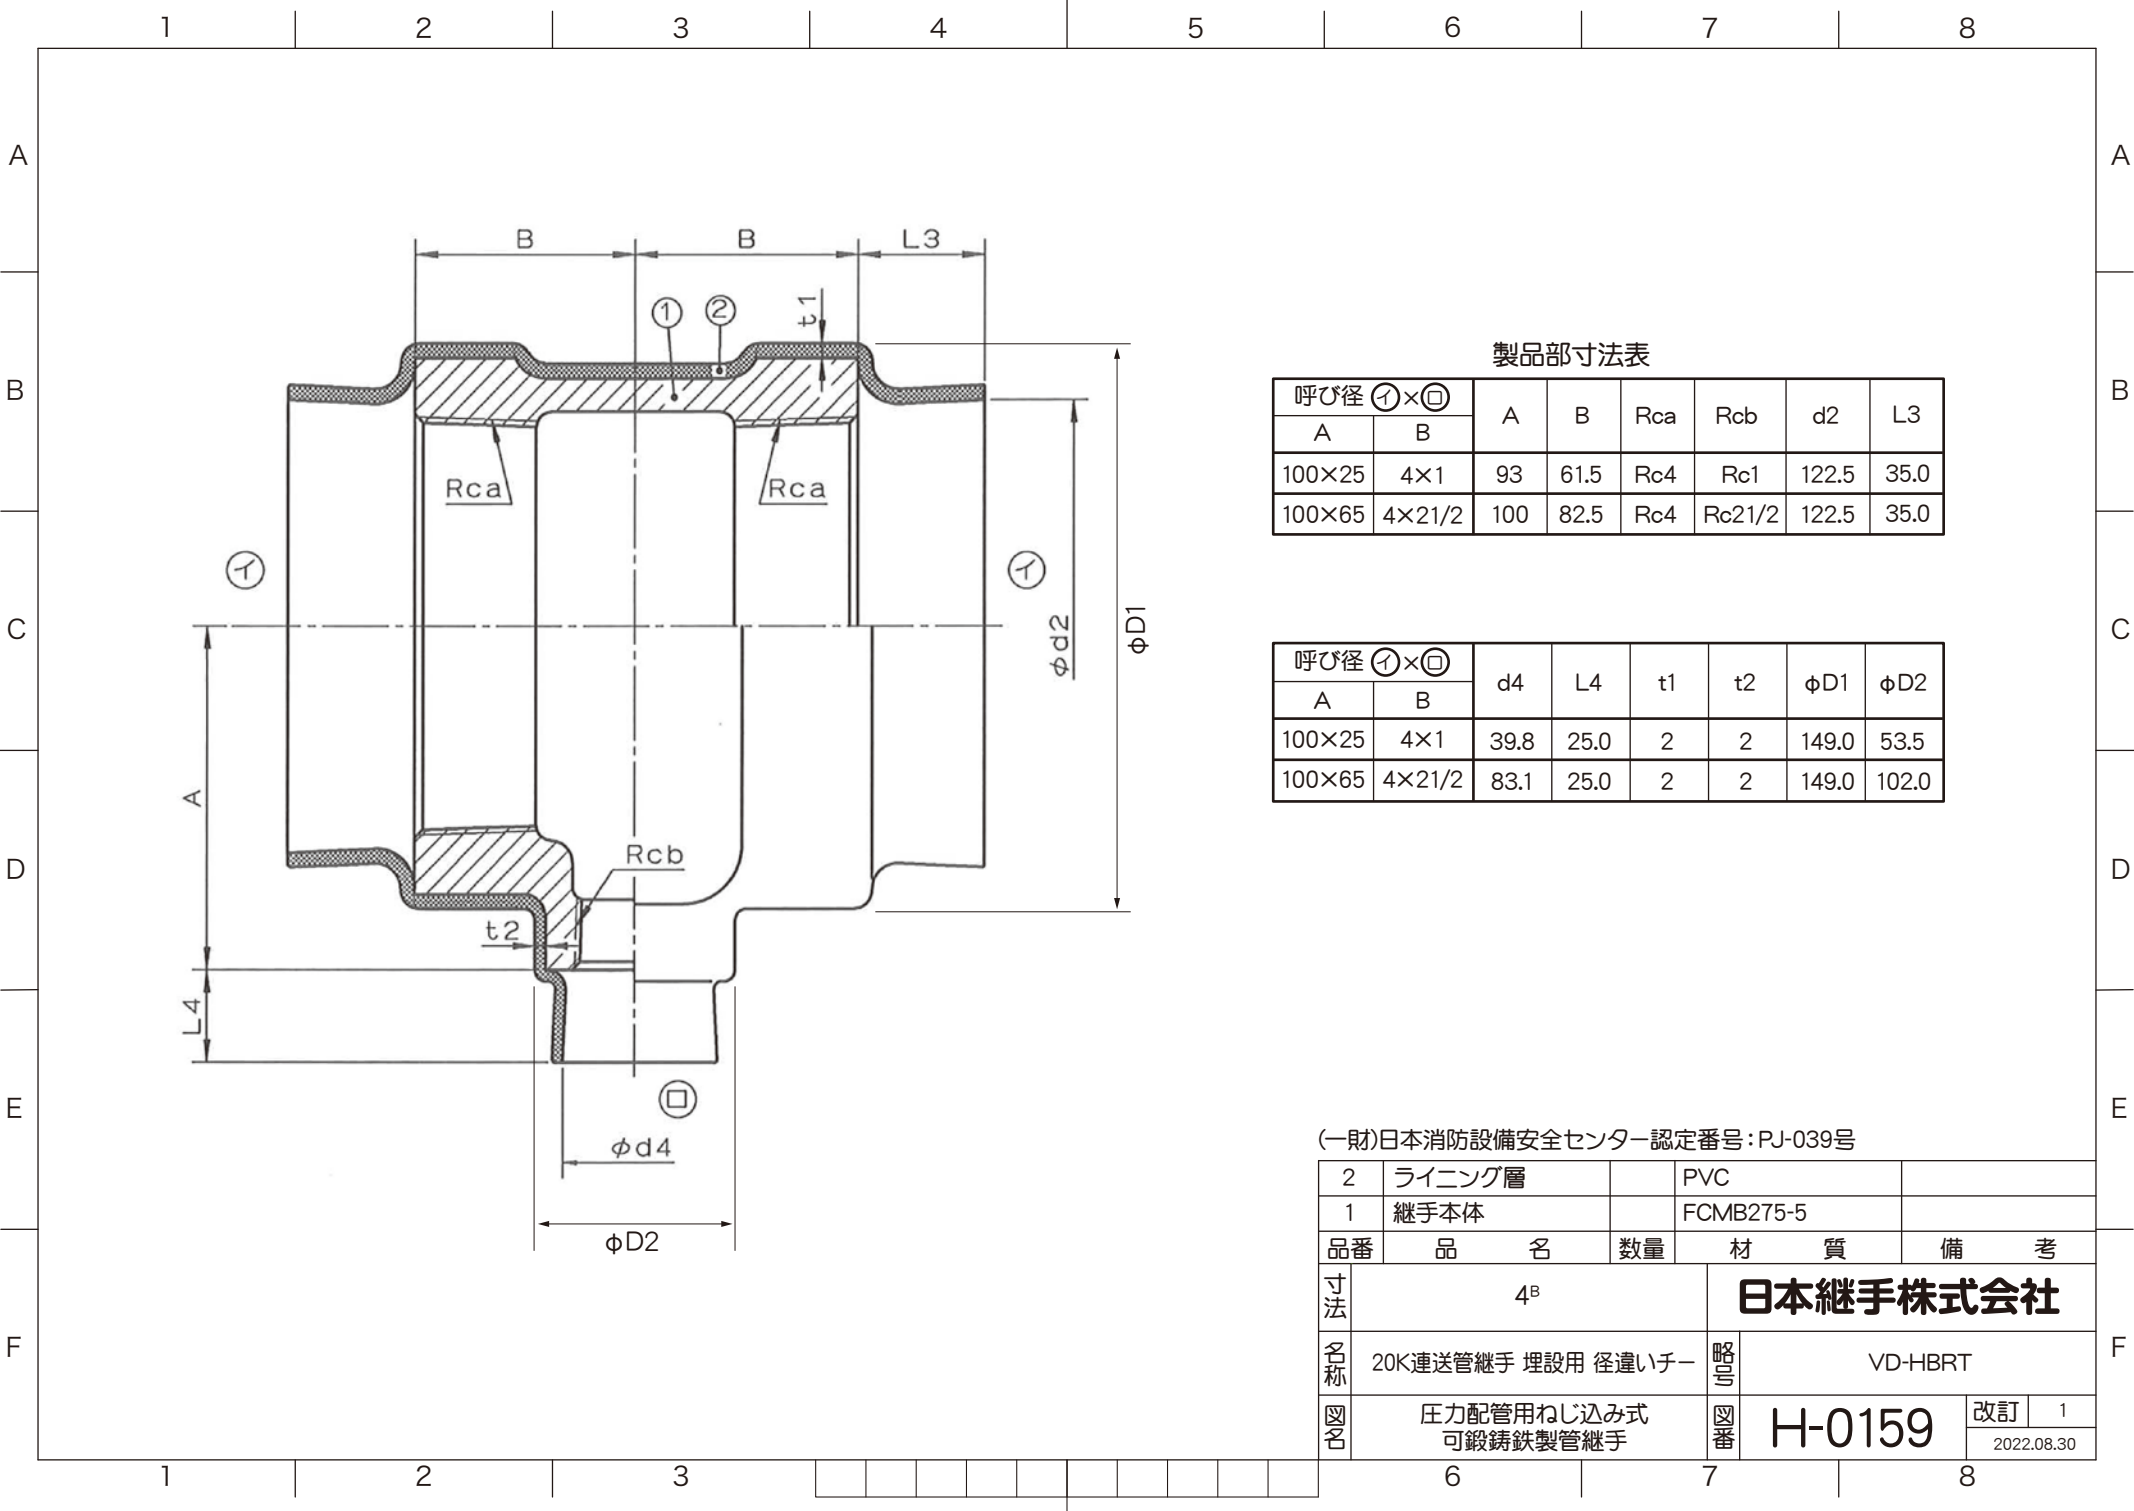 1 2 3 4 5 6 7 8
A A
B B
C C
D D
E E
F F
B B L3
① ② t1
Rca Rca
㋑ ㋑
φd2 φD1
A
Rcb
t2
L4
㋺
φd4
φD2
製品部寸法表
呼び径 ㋑×㋺ A B Rca Rcb d2 L3
A B
100×25 4×1 93 61.5 Rc4 Rc1 122.5 35.0
100×65 4×21/2 100 82.5 Rc4 Rc21/2 122.5 35.0
呼び径 ㋑×㋺ d4 L4 t1 t2 φD1 φD2
A B
100×25 4×1 39.8 25.0 2 2 149.0 53.5
100×65 4×21/2 83.1 25.0 2 2 149.0 102.0
(一財)日本消防設備安全センター認定番号：PJ-039号
2 ライニング層 PVC
1 継手本体 FCMB275-5
品番 品名 数量 材質 備考
寸法 4B 日本継手株式会社
名称 20K連送管継手 埋設用 径違いチー 略号 VD-HBRT
図名 圧力配管用ねじ込み式
可鍛鋳鉄製管継手
図番 H-0159 改訂 1
2022.08.30
1 2 3 6 7 8